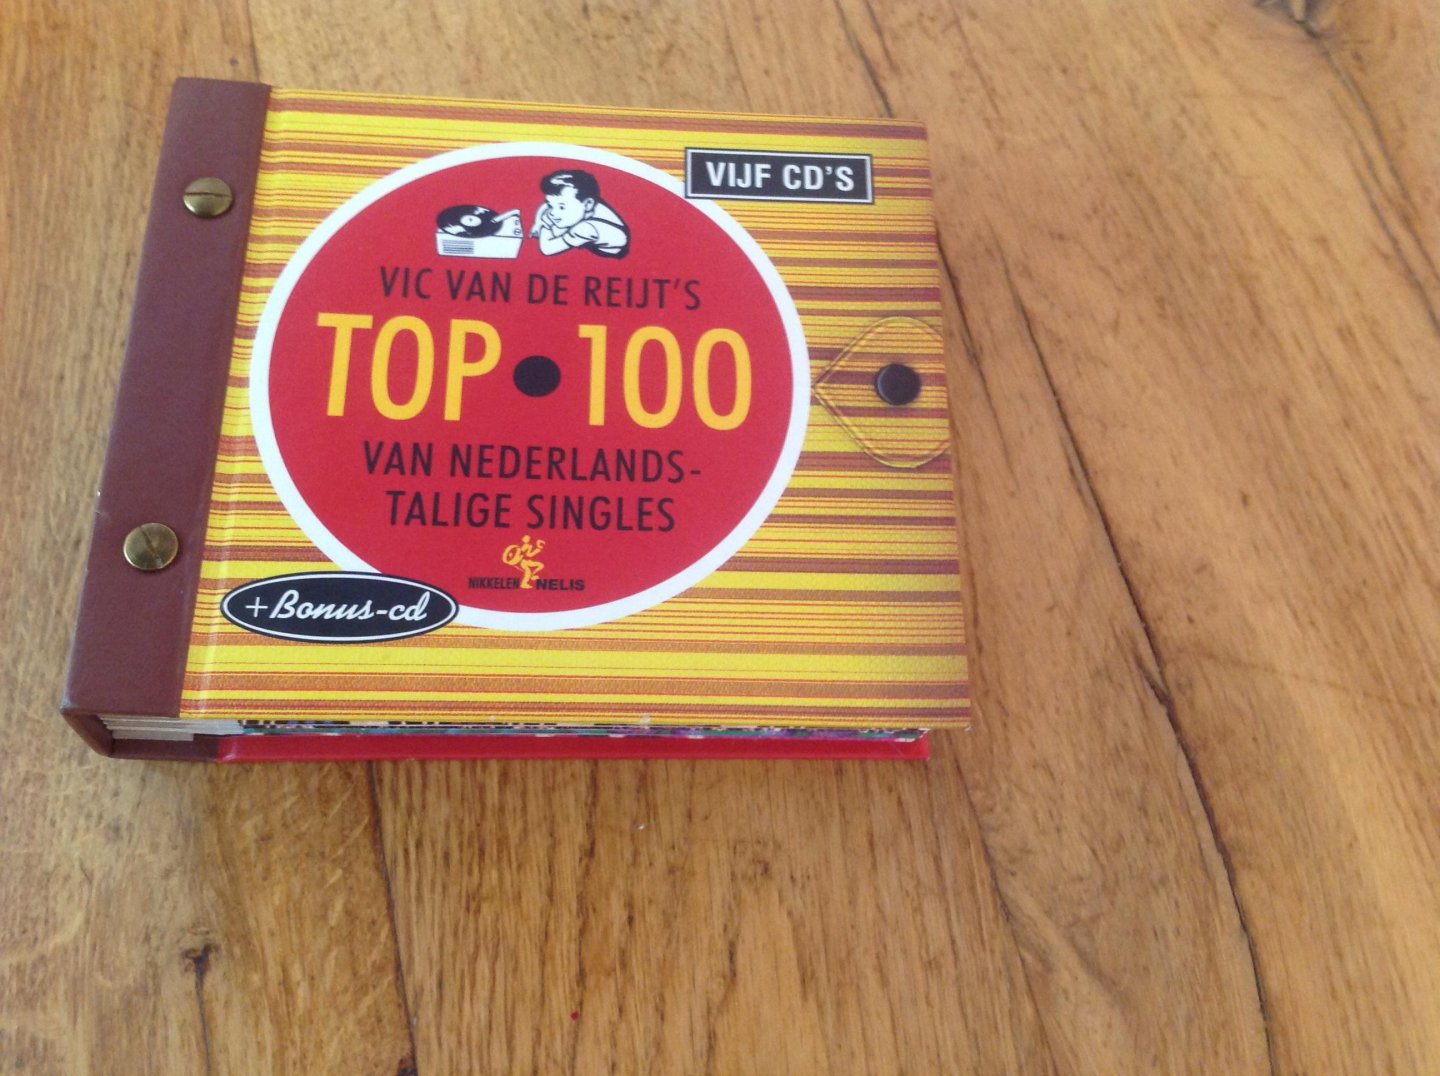 VIJF CD'S
VIC VAN DE REIJT'S
TOP • 100
VAN NEDERLANDS-
TALIGE SINGLES
NIKKELEN NELIS
+Bonus-cd